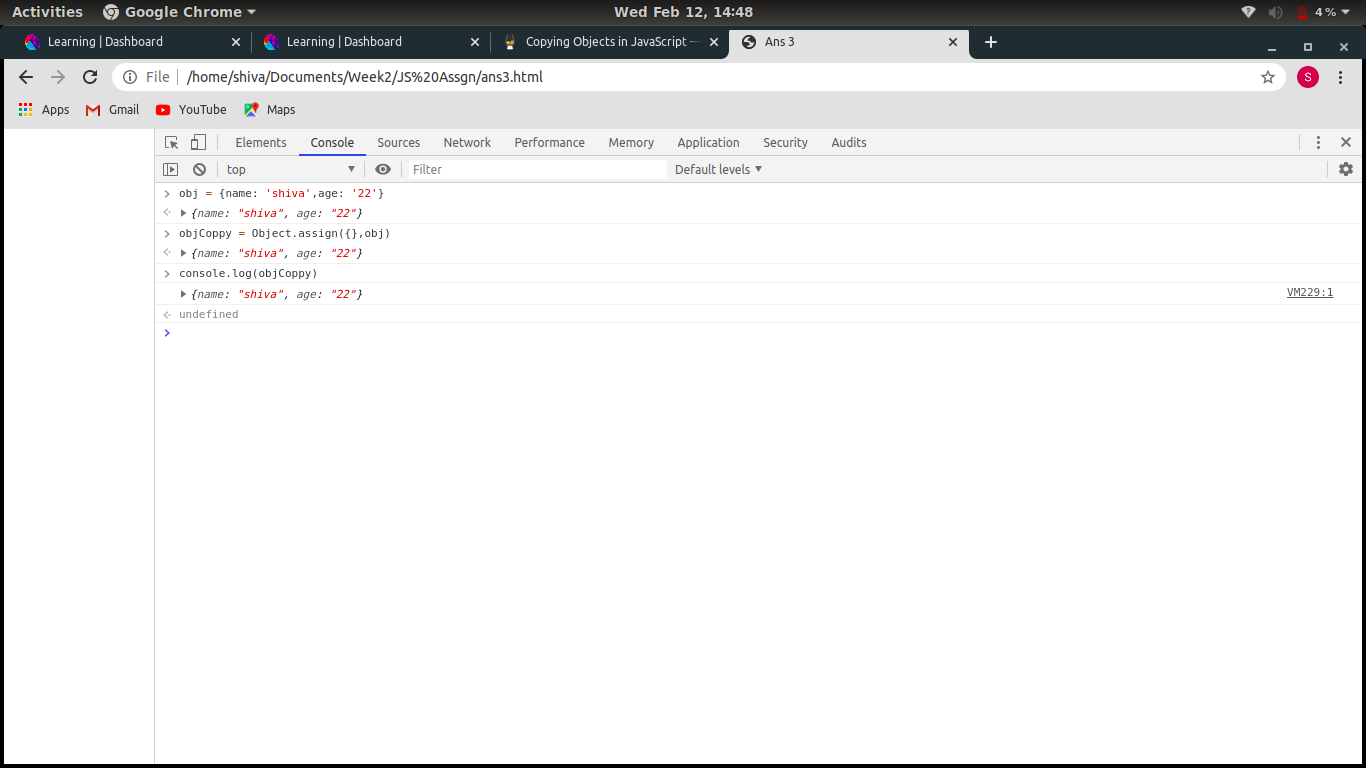 Activities Google Chrome Wed Feb 12, 14:48 4 %
Learning | Dashboard Learning | Dashboard Copying Objects in JavaScript — Ans 3
File /home/shiva/Documents/Week2/JS%20Assgn/ans3.html S
Apps Gmail YouTube Maps
Elements Console Sources Network Performance Memory Application Security Audits
top Filter Default levels
obj = {name: 'shiva',age: '22'}
{name: "shiva", age: "22"}
objCoppy = Object.assign({},obj)
{name: "shiva", age: "22"}
console.log(objCoppy)
{name: "shiva", age: "22"} VM229:1
undefined